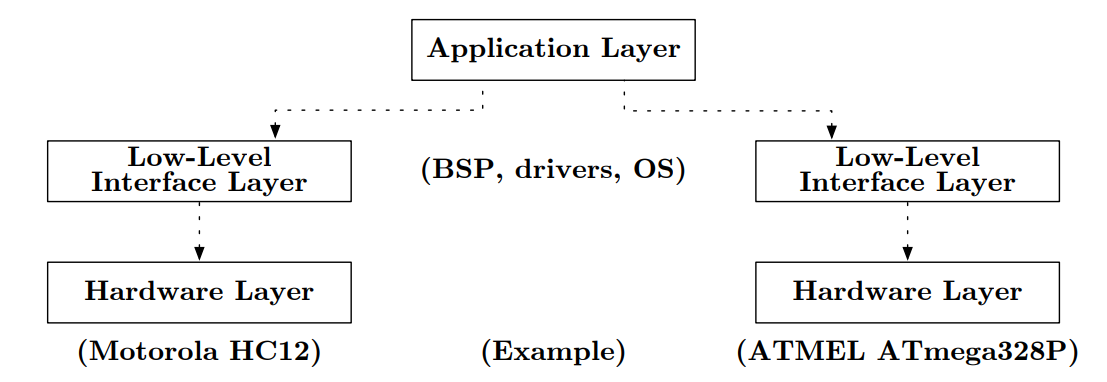 Application Layer
Low-Level
Interface Layer
(BSP, drivers, OS)
Low-Level
Interface Layer
Hardware Layer
Hardware Layer
(Motorola HC12)
(Example)
(ATMEL ATmega328P)